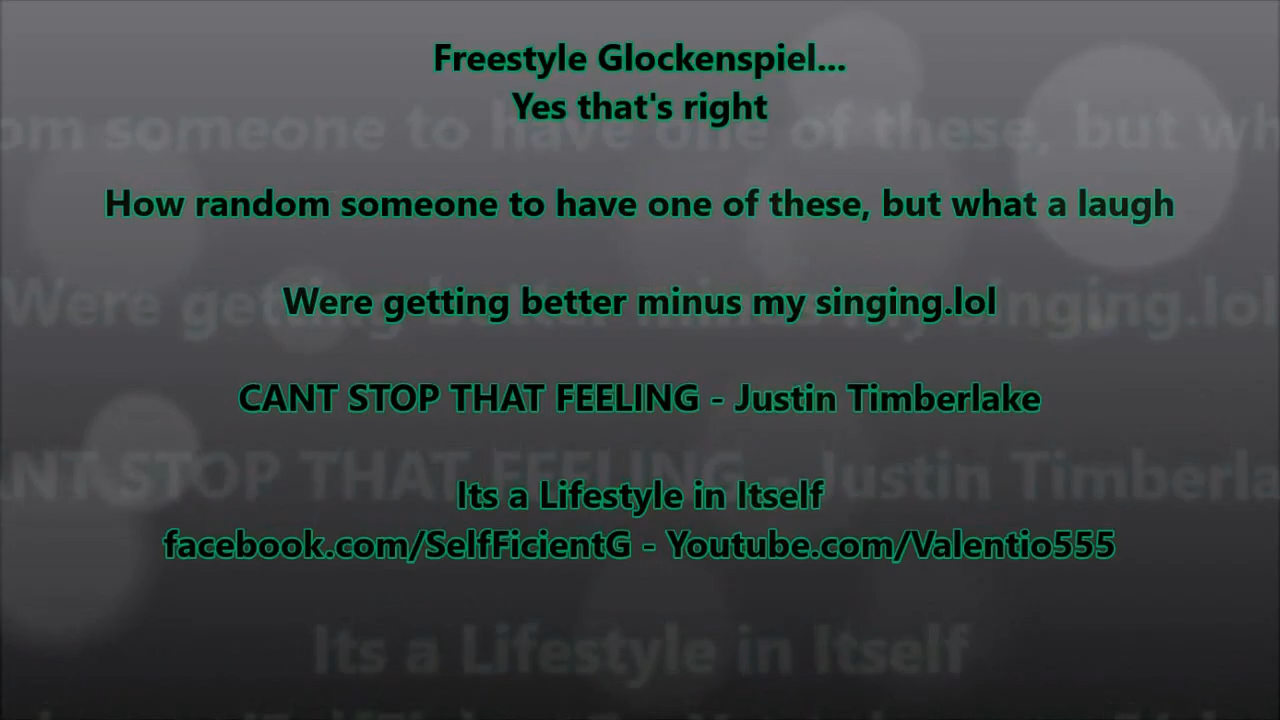 Freestyle Glockenspiel...
Yes that's right
How random someone to have one of these, but what a laugh
Were getting better minus my singing.lol
CANT STOP THAT FEELING - Justin Timberlake
Its a Lifestyle in Itself
facebook.com/SelfFicientG - Youtube.com/Valentio555